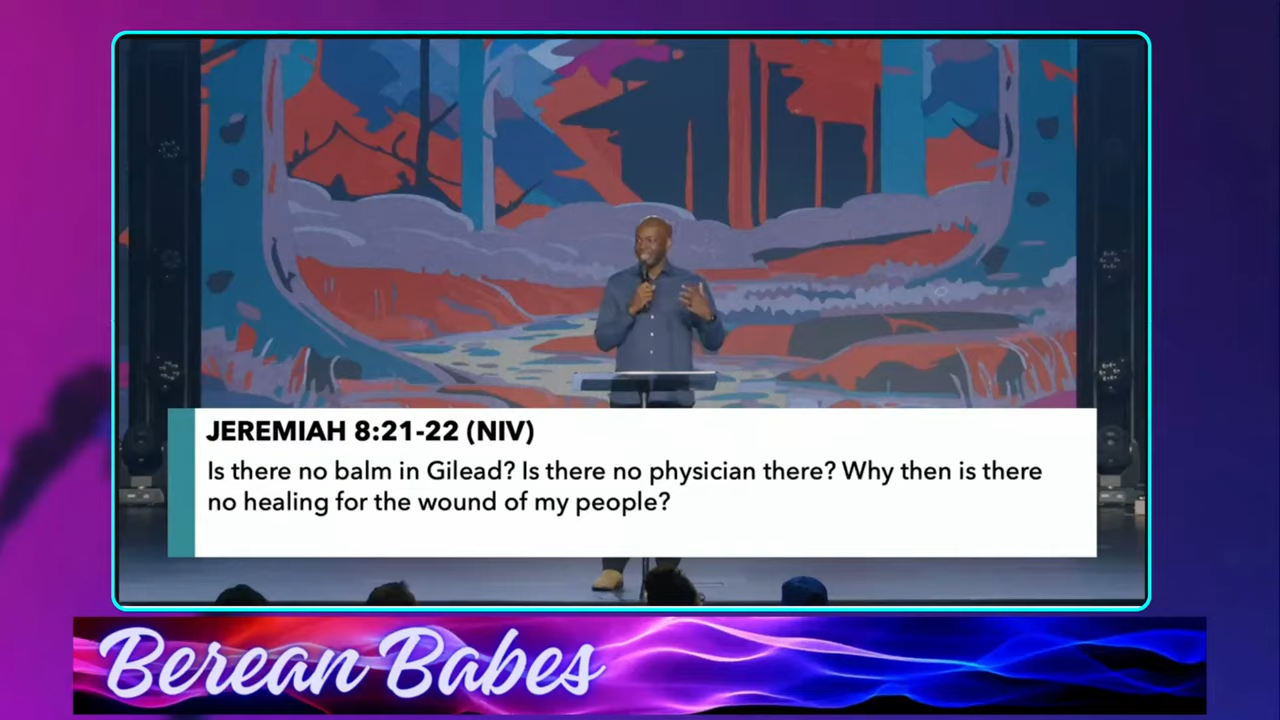 JEREMIAH 8:21-22 (NIV)
Is there no balm in Gilead? Is there no physician there? Why then is there
no healing for the wound of my people?
Berean Babes